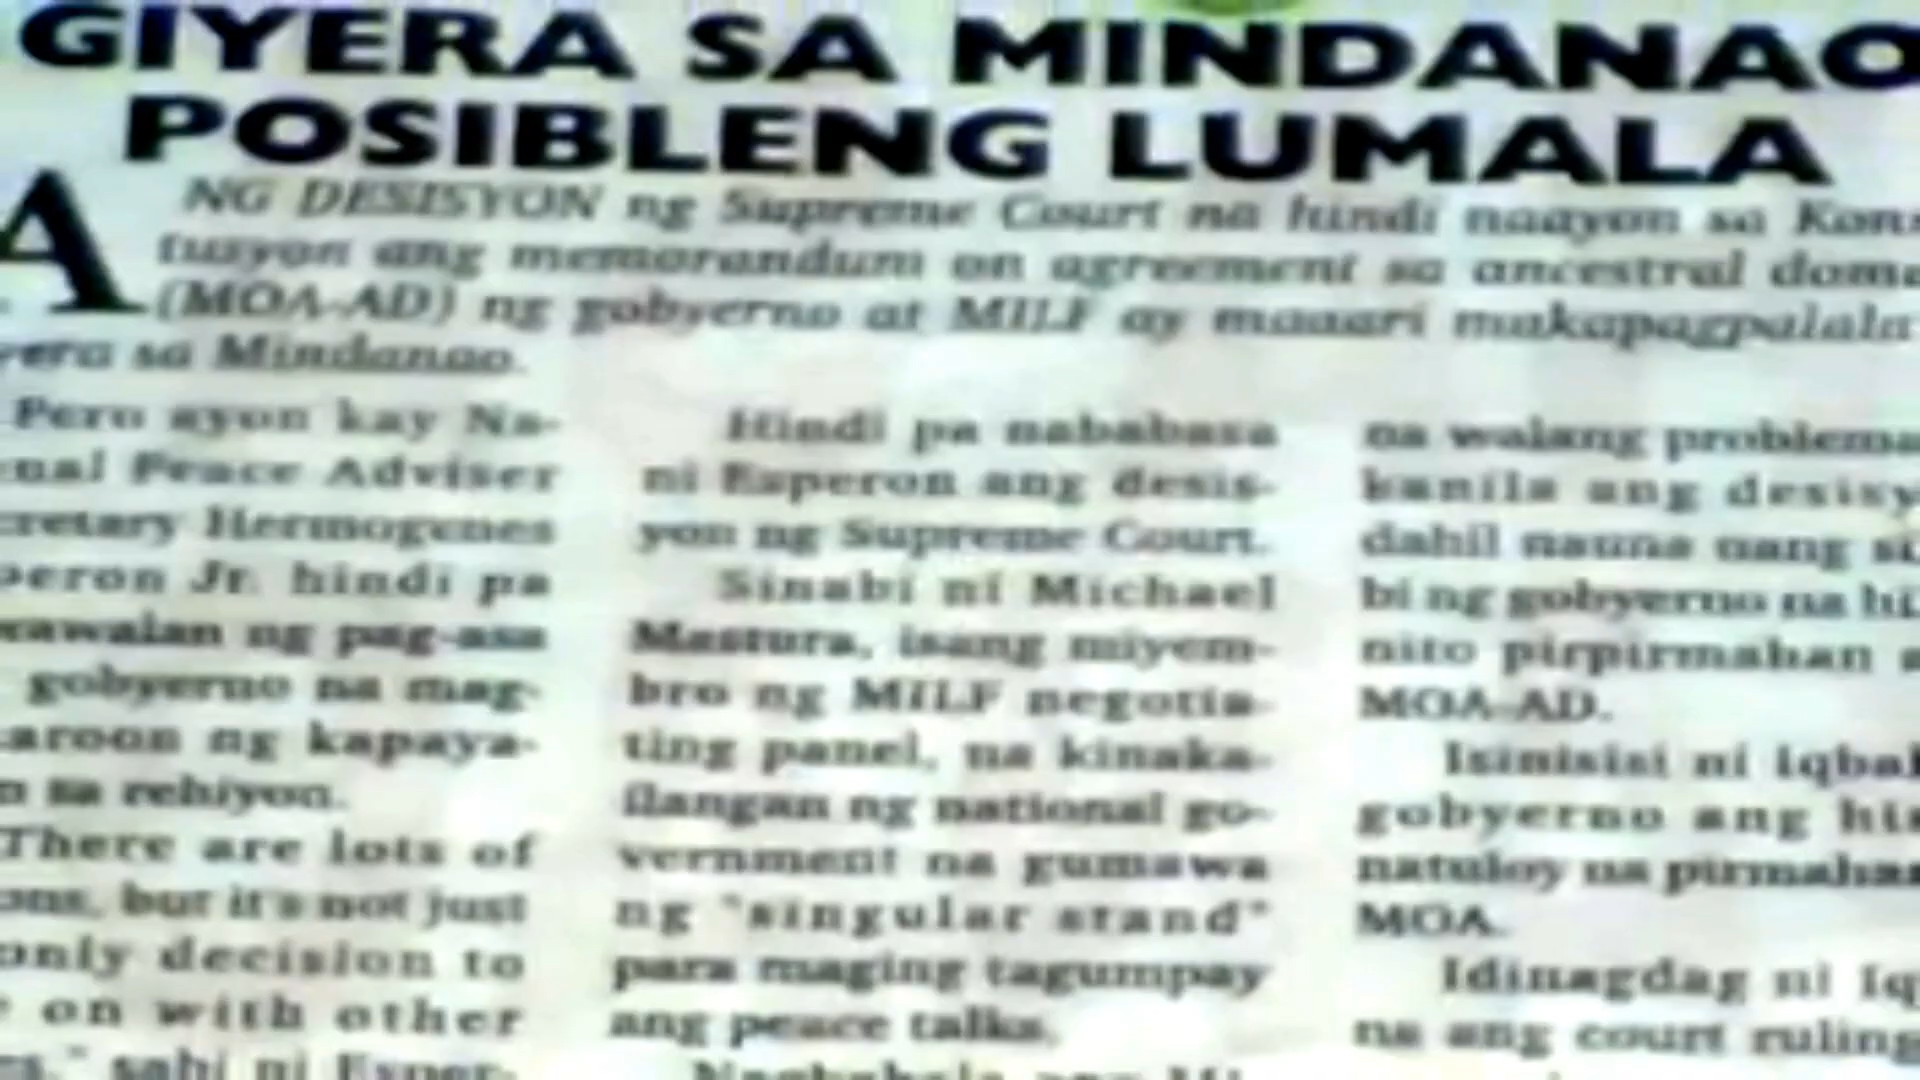 GIYERA SA MINDANAO
POSIBLENG LUMALA
ANG DESISYON ng Supreme Court na hindi naayon sa Kons
tusyon ang memorandum on agreement sa ancestral doma
(MOA-AD) ng gobyerno at MILF ay maaari makapagpalala
yera sa Mindanao.
Pero ayon kay Na-
nal Peace Adviser
cretary Hermogenes
peron Jr. hindi pa
wawalan ng pag-asa
gobyerno na mag-
aroon ng kapaya-
n sa rehiyon.
There are lots of
ons, but it's not just
only decision to
on with other
es," sabi ni Esper-
Hindi pa nababasa
ni Esperon ang desis-
yon ng Supreme Court.
Sinabi ni Michael
Mastura, isang miyem-
bro ng MILF negotia-
ting panel, na kinaka-
ilangan ng national go-
vernment na gumawa
ng "singular stand"
para maging tagumpay
ang peace talks.
na walang problema
kanila ang desisy
dahil nauna nang si
bi ng gobyerno na hi
nito pirpirmahan a
MOA-AD.
Isinisisi ni Iqbal
gobyerno ang hin
natuloy na pirmahan
MOA.
Idinagdag ni Iq
na ang court ruling